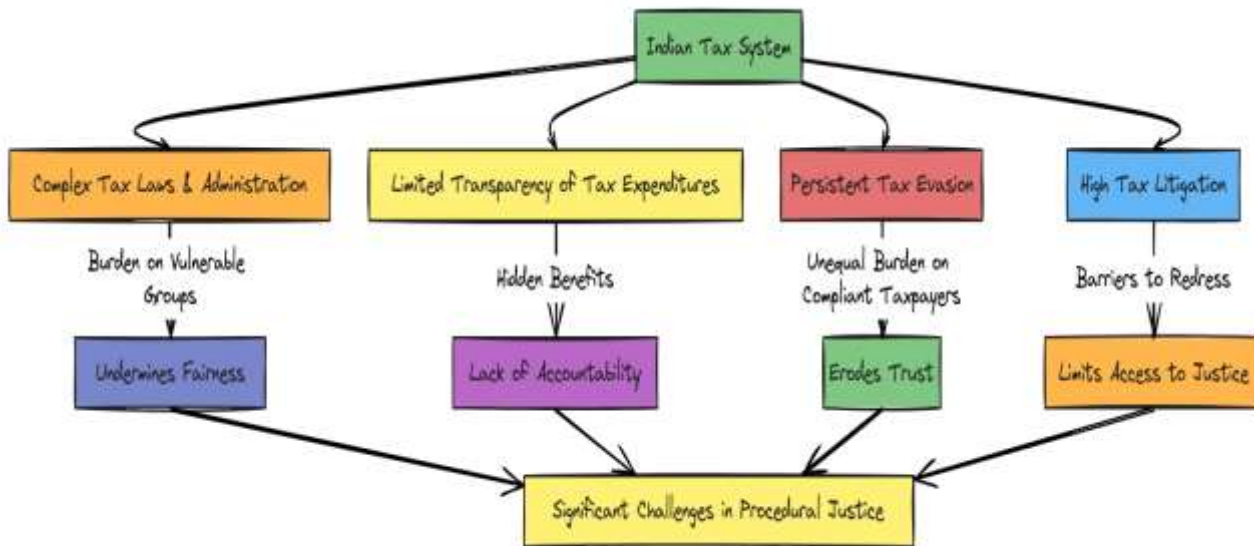 Indian Tax System
Complex Tax Laws & Administration
Limited Transparency of Tax Expenditures
Persistent Tax Evasion
High Tax Litigation
Burden on Vulnerable
Groups
Hidden Benefits
Unequal Burden on
Compliant Taxpayers
Barriers to Redress
Undermines Fairness
Lack of Accountability
Erodes Trust
Limits Access to Justice
Significant Challenges in Procedural Justice